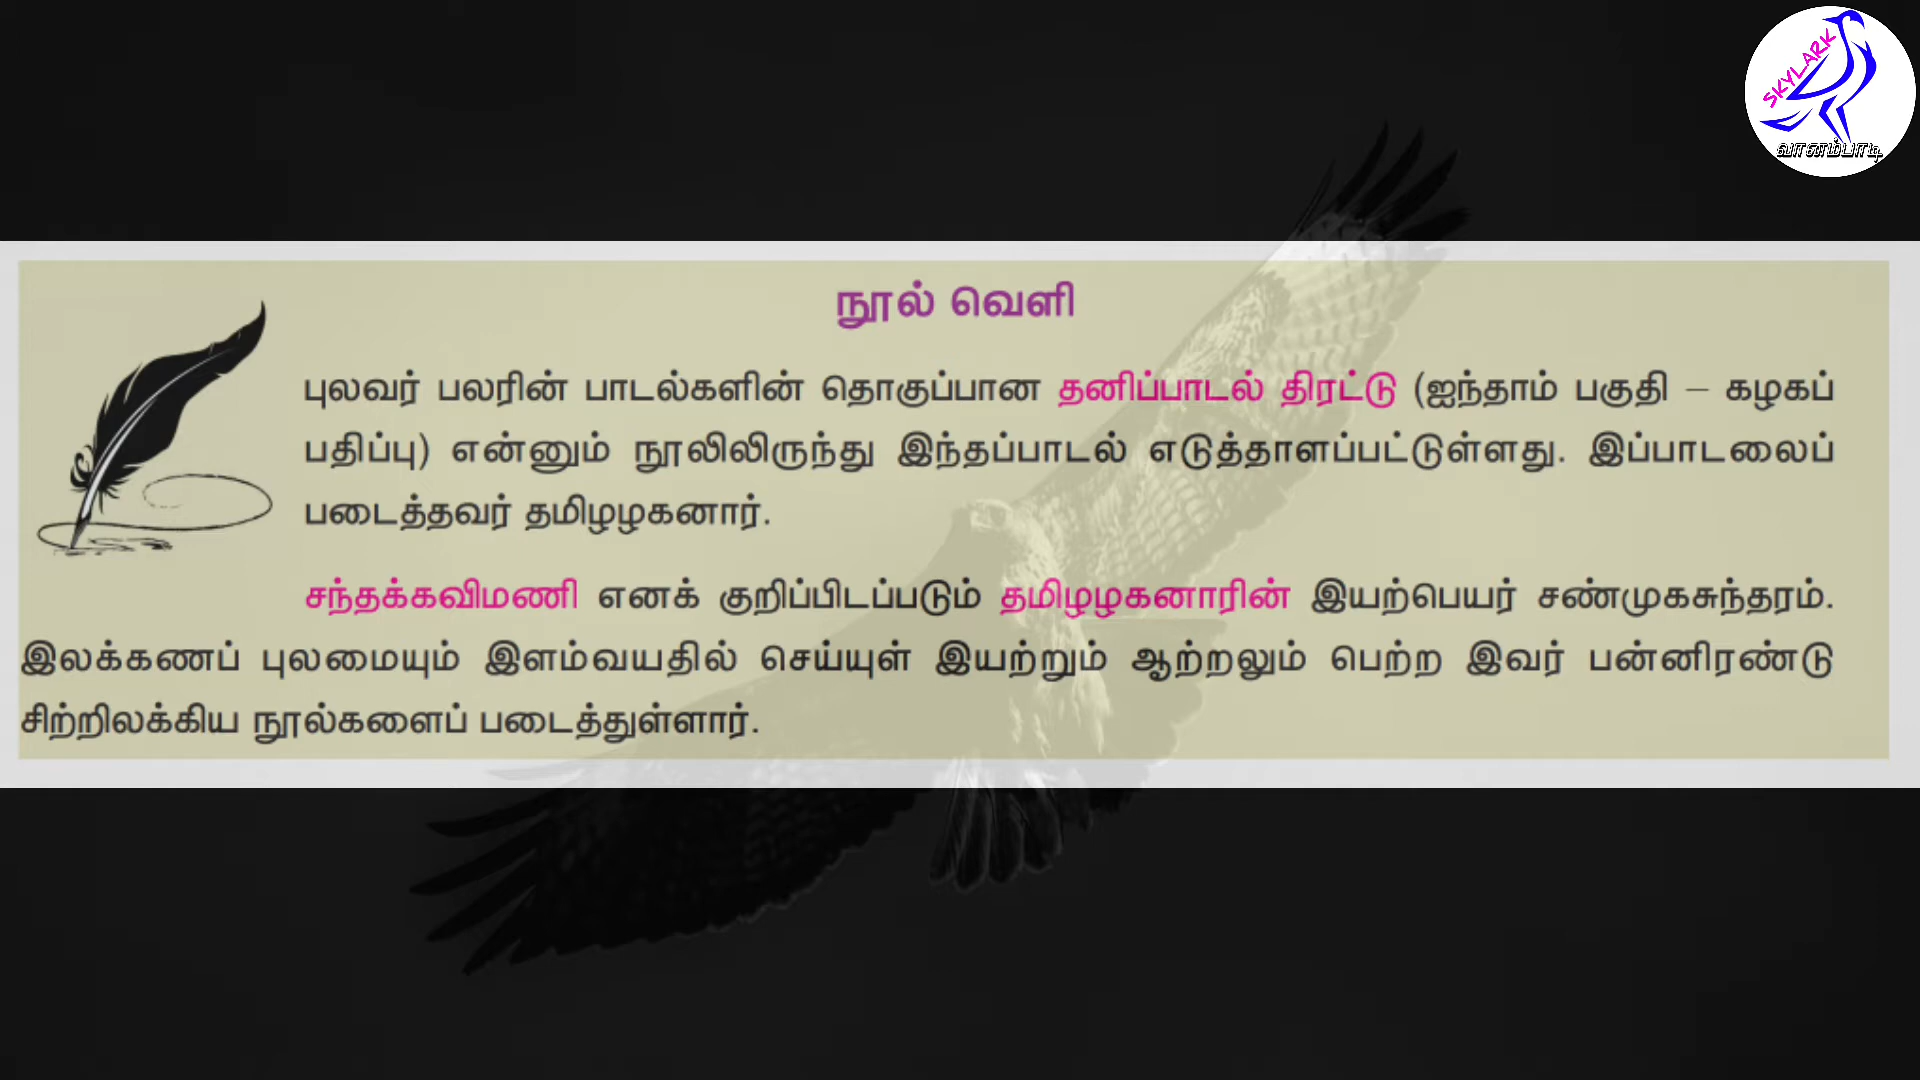 SKYLARK
வானம்பாடி
நூல் வெளி
புலவர் பலரின் பாடல்களின் தொகுப்பான தனிப்பாடல் திரட்டு (ஐந்தாம் பகுதி – கழகப்
பதிப்பு) என்னும் நூலிலிருந்து இந்தப்பாடல் எடுத்தாளப்பட்டுள்ளது. இப்பாடலைப்
படைத்தவர் தமிழழகனார்.
சந்தக்கவிமணி எனக் குறிப்பிடப்படும் தமிழழகனாரின் இயற்பெயர் சண்முகசுந்தரம்.
இலக்கணப் புலமையும் இளம்வயதில் செய்யுள் இயற்றும் ஆற்றலும் பெற்ற இவர் பன்னிரண்டு
சிற்றிலக்கிய நூல்களைப் படைத்துள்ளார்.